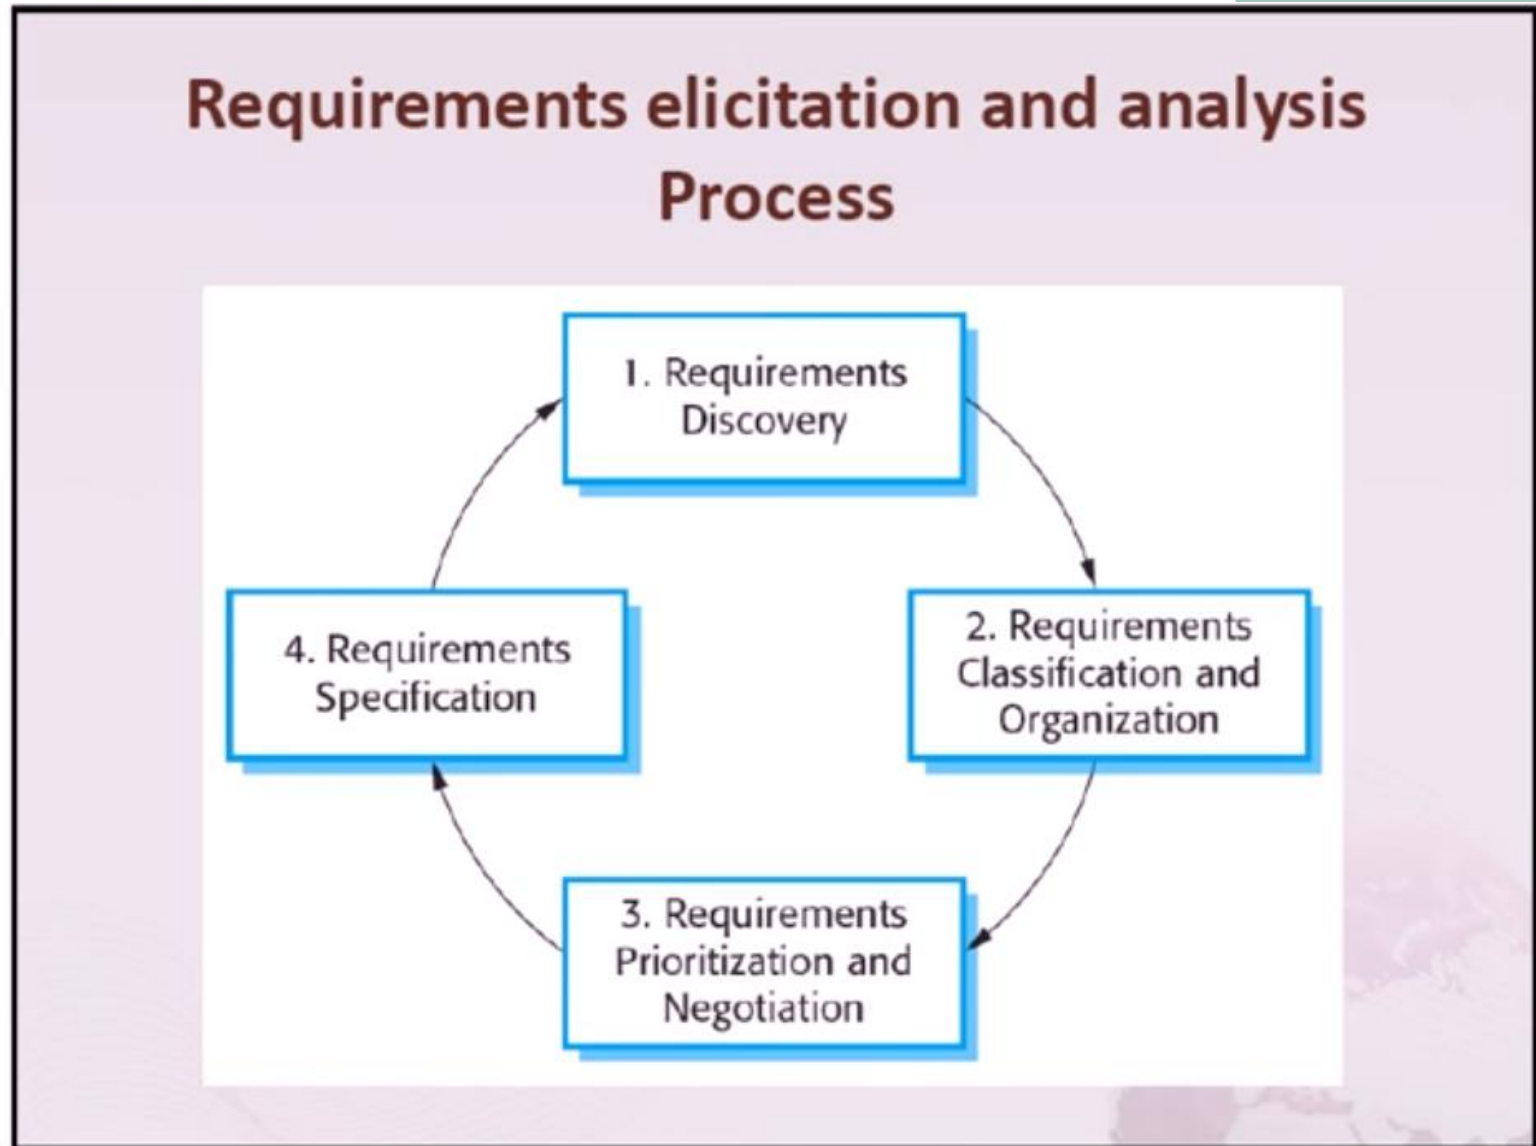 Requirements elicitation and analysis
Process
1. Requirements
Discovery
2. Requirements
Classification and
Organization
3. Requirements
Prioritization and
Negotiation
4. Requirements
Specification